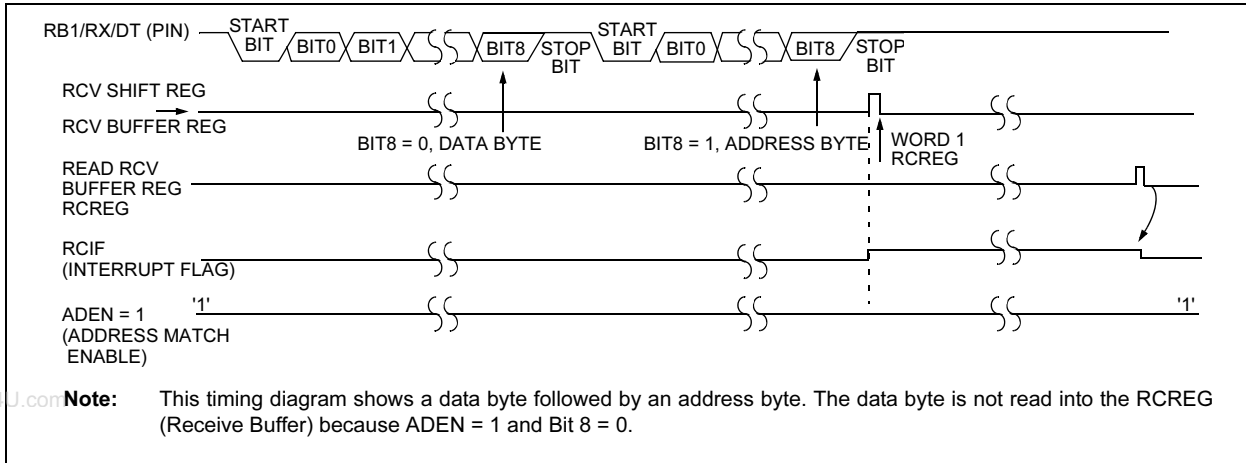 RB1/RX/DT (PIN)
START
BIT
BIT0
BIT1
BIT8
STOP
BIT
START
BIT
BIT0
BIT8
STOP
BIT
RCV SHIFT REG
RCV BUFFER REG
BIT8 = 0, DATA BYTE
BIT8 = 1, ADDRESS BYTE
WORD 1
RCREG
READ RCV
BUFFER REG
RCREG
RCIF
(INTERRUPT FLAG)
ADEN = 1
(ADDRESS MATCH
ENABLE)
'1'
'1'
4U.com
Note: This timing diagram shows a data byte followed by an address byte. The data byte is not read into the RCREG
(Receive Buffer) because ADEN = 1 and Bit 8 = 0.